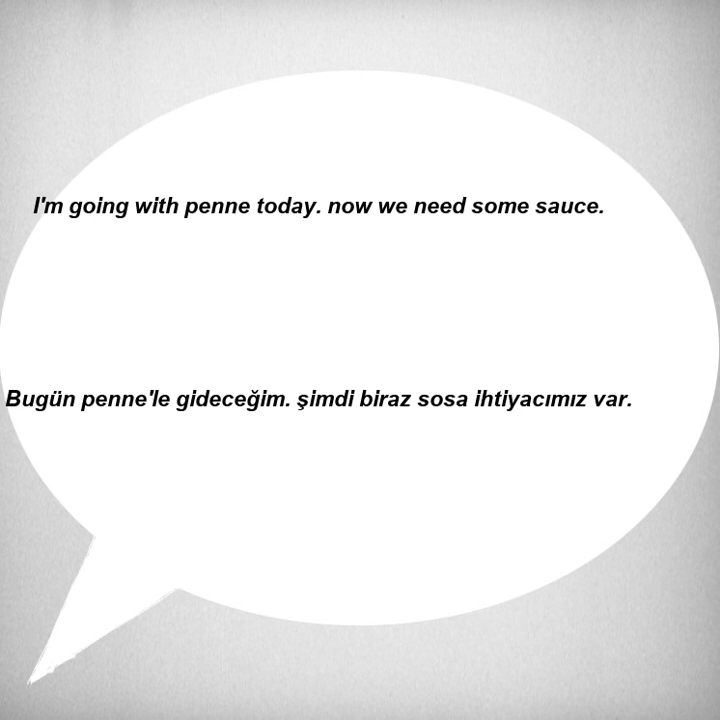 I'm going with penne today. now we need some sauce.
Bugün penne'le gideceğim. şimdi biraz sosa ihtiyacımız var.